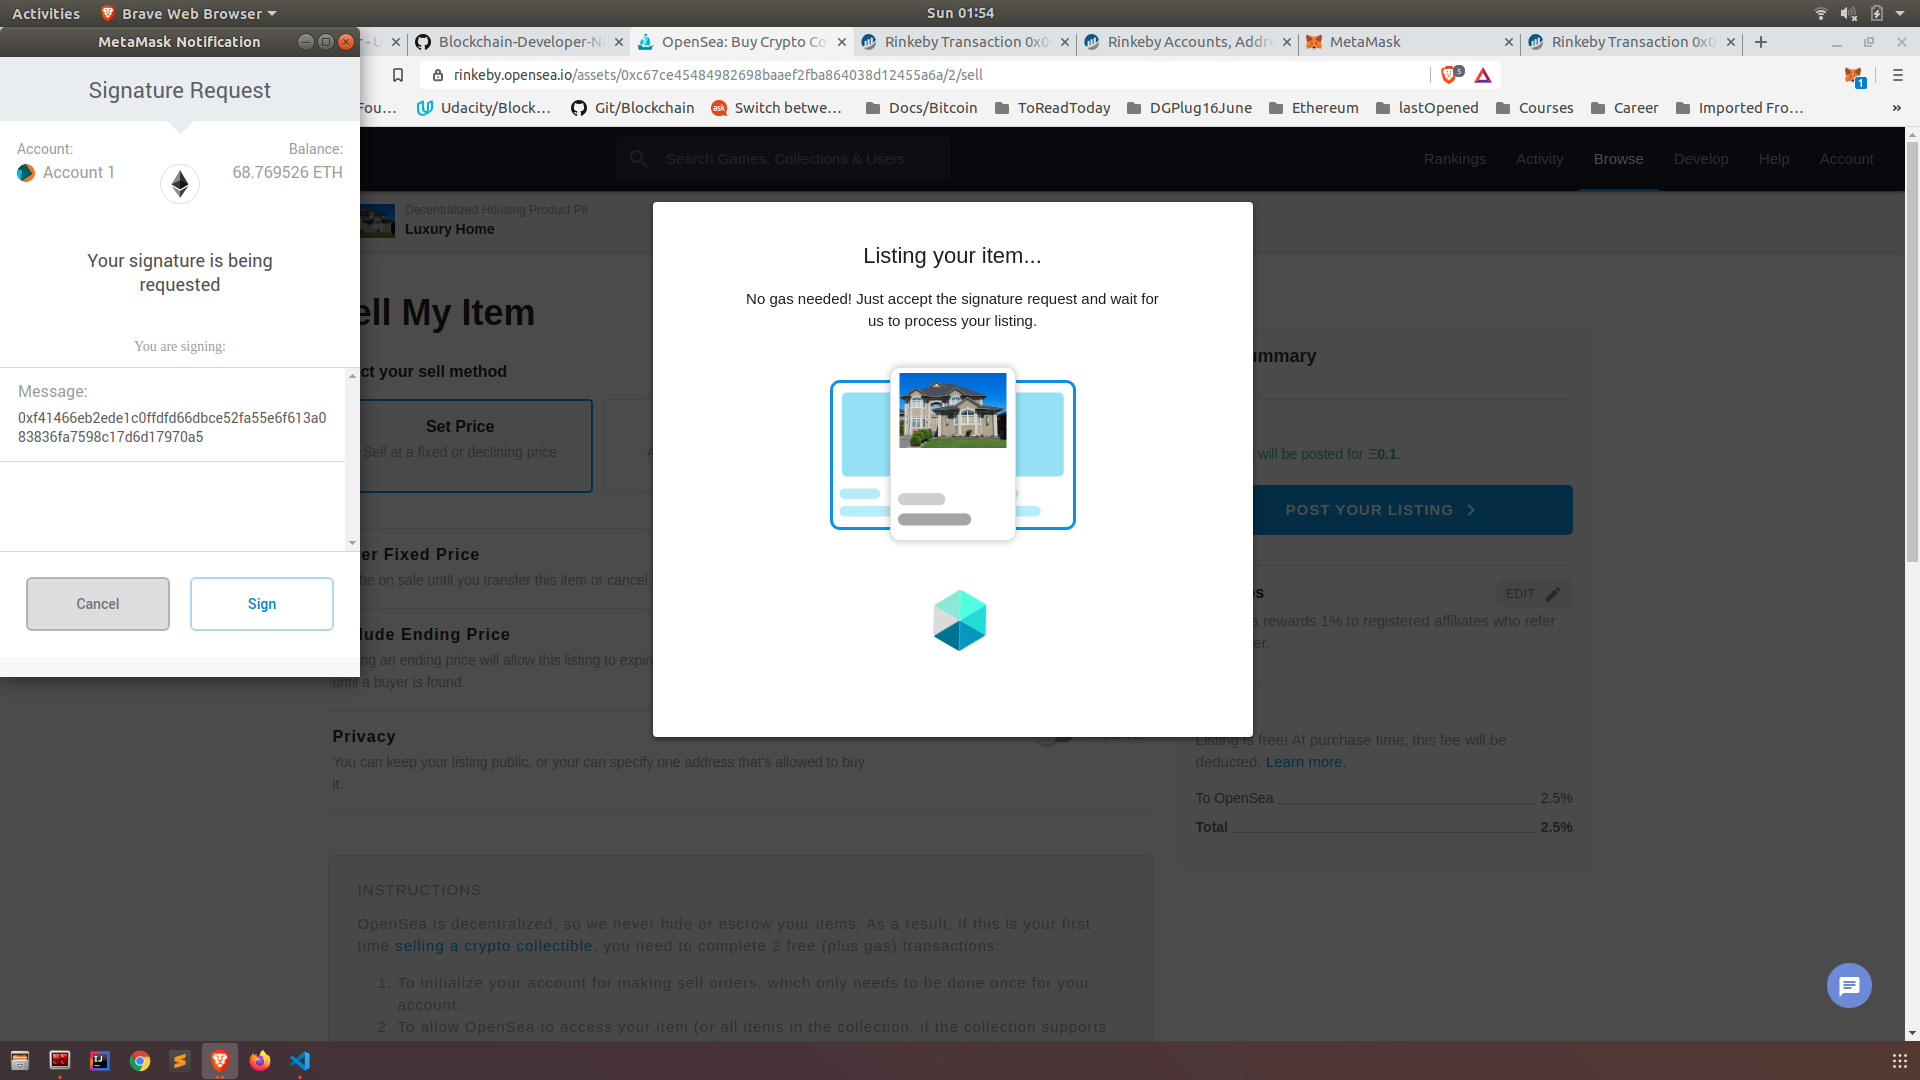 Activities
Brave Web Browser
Sun 01:54
MetaMask Notification
- U
Blockchain-Developer-Na
OpenSea: Buy Crypto Co
Rinkeby Transaction 0x0
Rinkeby Accounts, Addre
MetaMask
Rinkeby Transaction 0x0
rinkeby.opensea.io/assets/0xc67ce45484982698baaef2fba864038d12455a6a/2/sell
5
1
Fou…
Udacity/Block…
Git/Blockchain
ask
Switch betwe…
Docs/Bitcoin
ToReadToday
DGPlug16June
Ethereum
lastOpened
Courses
Career
Imported Fro…
»
Signature Request
Account:
Balance:
Account 1
68.769526 ETH
Your signature is being
requested
You are signing:
Message:
0xf41466eb2ede1c0ffdfd66dbce52fa55e6f613a0
83836fa7598c17d6d17970a5
Cancel
Sign
Search Games, Collections & Users
Rankings
Activity
Browse
Develop
Help
Account
Decentralized Housing Product P8
Luxury Home
ell My Item
ct your sell method
Set Price
Sell at a fixed or declining price
A
er Fixed Price
be on sale until you transfer this item or cancel
lude Ending Price
ng an ending price will allow this listing to expire
until a buyer is found.
Privacy
You can keep your listing public, or your can specify one address that's allowed to buy
it.
INSTRUCTIONS
OpenSea is decentralized, so we never hide or escrow your items. As a result, if this is your first
time selling a crypto collectible, you need to complete 2 free (plus gas) transactions:
1. To initialize your account for making sell orders, which only needs to be done once for your
account.
2. To allow OpenSea to access your item (or all items in the collection, if the collection supports
Listing your item...
No gas needed! Just accept the signature request and wait for
us to process your listing.
ummary
will be posted for Ξ0.1.
POST YOUR LISTING
es
EDIT
a rewards 1% to registered affiliates who refer
er.
Listing is free! At purchase time, this fee will be
deducted. Learn more.
To OpenSea 2.5%
Total 2.5%